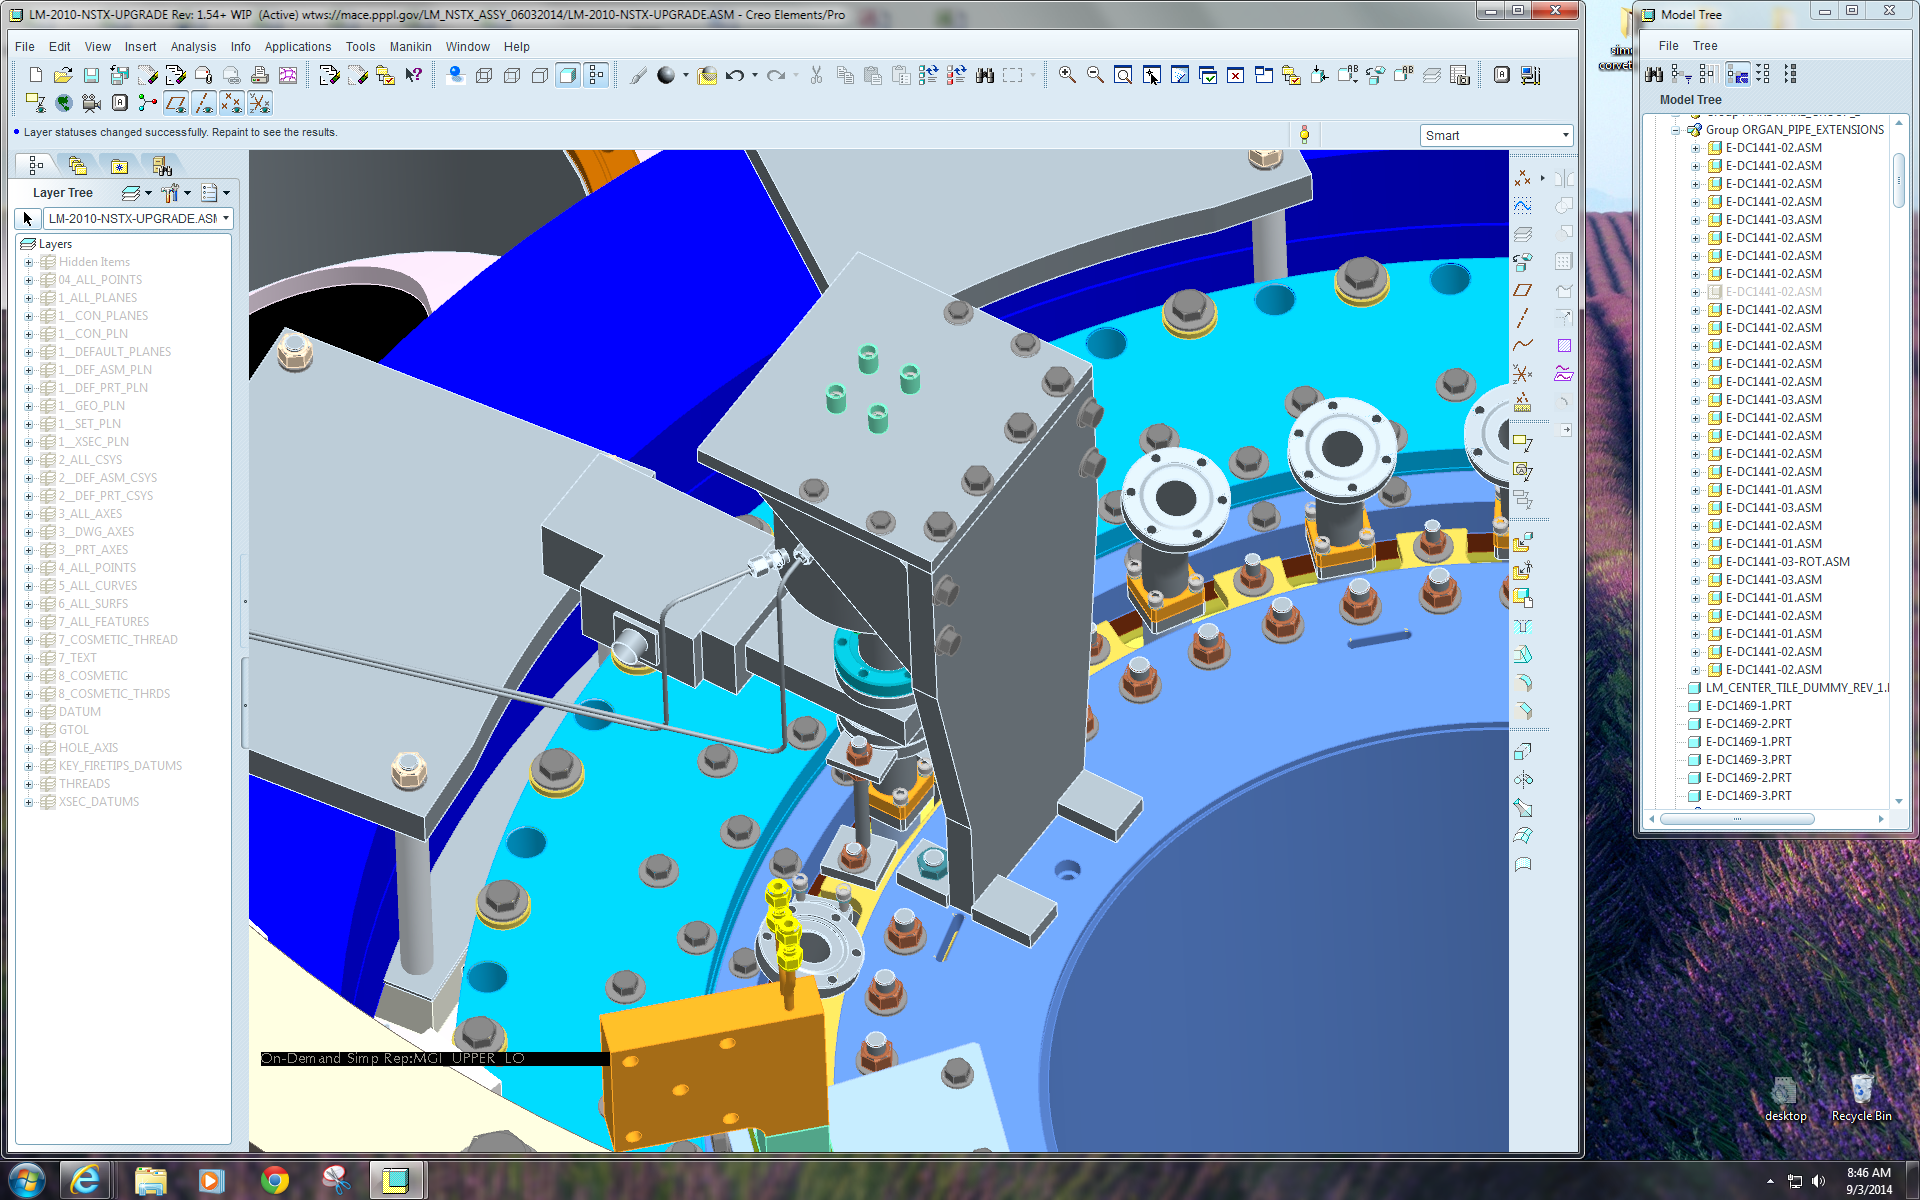 LM-2010-NSTX-UPGRADE Rev: 1.54+ WIP (Active) wtws://mace.pppl.gov/LM_NSTX_ASSY_06032014/LM-2010-NSTX-UPGRADE.ASM - Creo Elements/Pro
File Edit View Insert Analysis Info Applications Tools Manikin Window Help
Layer statuses changed successfully. Repaint to see the results.
Smart
Layer Tree
LM-2010-NSTX-UPGRADE.ASM
Layers
Hidden Items
04_ALL_POINTS
1_ALL_PLANES
1__CON_PLANES
1__CON_PLN
1__DEFAULT_PLANES
1__DEF_ASM_PLN
1__DEF_PRT_PLN
1__GEO_PLN
1__SET_PLN
1__XSEC_PLN
2_ALL_CSYS
2__DEF_ASM_CSYS
2__DEF_PRT_CSYS
3_ALL_AXES
3__DWG_AXES
3__PRT_AXES
4_ALL_POINTS
5_ALL_CURVES
6_ALL_SURFS
7_ALL_FEATURES
7_COSMETIC_THREAD
7_TEXT
8_COSMETIC
8_COSMETIC_THRDS
DATUM
GTOL
HOLE_AXIS
KEY_FIRETIPS_DATUMS
THREADS
XSEC_DATUMS
On-Demand Simp Rep:MGI_UPPER_LO
Model Tree
File Tree
Model Tree
Group ORGAN_PIPE_EXTENSIONS
E-DC1441-02.ASM
E-DC1441-02.ASM
E-DC1441-02.ASM
E-DC1441-02.ASM
E-DC1441-03.ASM
E-DC1441-02.ASM
E-DC1441-02.ASM
E-DC1441-02.ASM
E-DC1441-02.ASM
E-DC1441-02.ASM
E-DC1441-02.ASM
E-DC1441-02.ASM
E-DC1441-02.ASM
E-DC1441-02.ASM
E-DC1441-03.ASM
E-DC1441-02.ASM
E-DC1441-02.ASM
E-DC1441-02.ASM
E-DC1441-02.ASM
E-DC1441-01.ASM
E-DC1441-03.ASM
E-DC1441-02.ASM
E-DC1441-01.ASM
E-DC1441-03-ROT.ASM
E-DC1441-03.ASM
E-DC1441-01.ASM
E-DC1441-02.ASM
E-DC1441-01.ASM
E-DC1441-02.ASM
E-DC1441-02.ASM
LM_CENTER_TILE_DUMMY_REV_1.
E-DC1469-1.PRT
E-DC1469-2.PRT
E-DC1469-1.PRT
E-DC1469-3.PRT
E-DC1469-2.PRT
E-DC1469-3.PRT
desktop
Recycle Bin
8:46 AM
9/3/2014